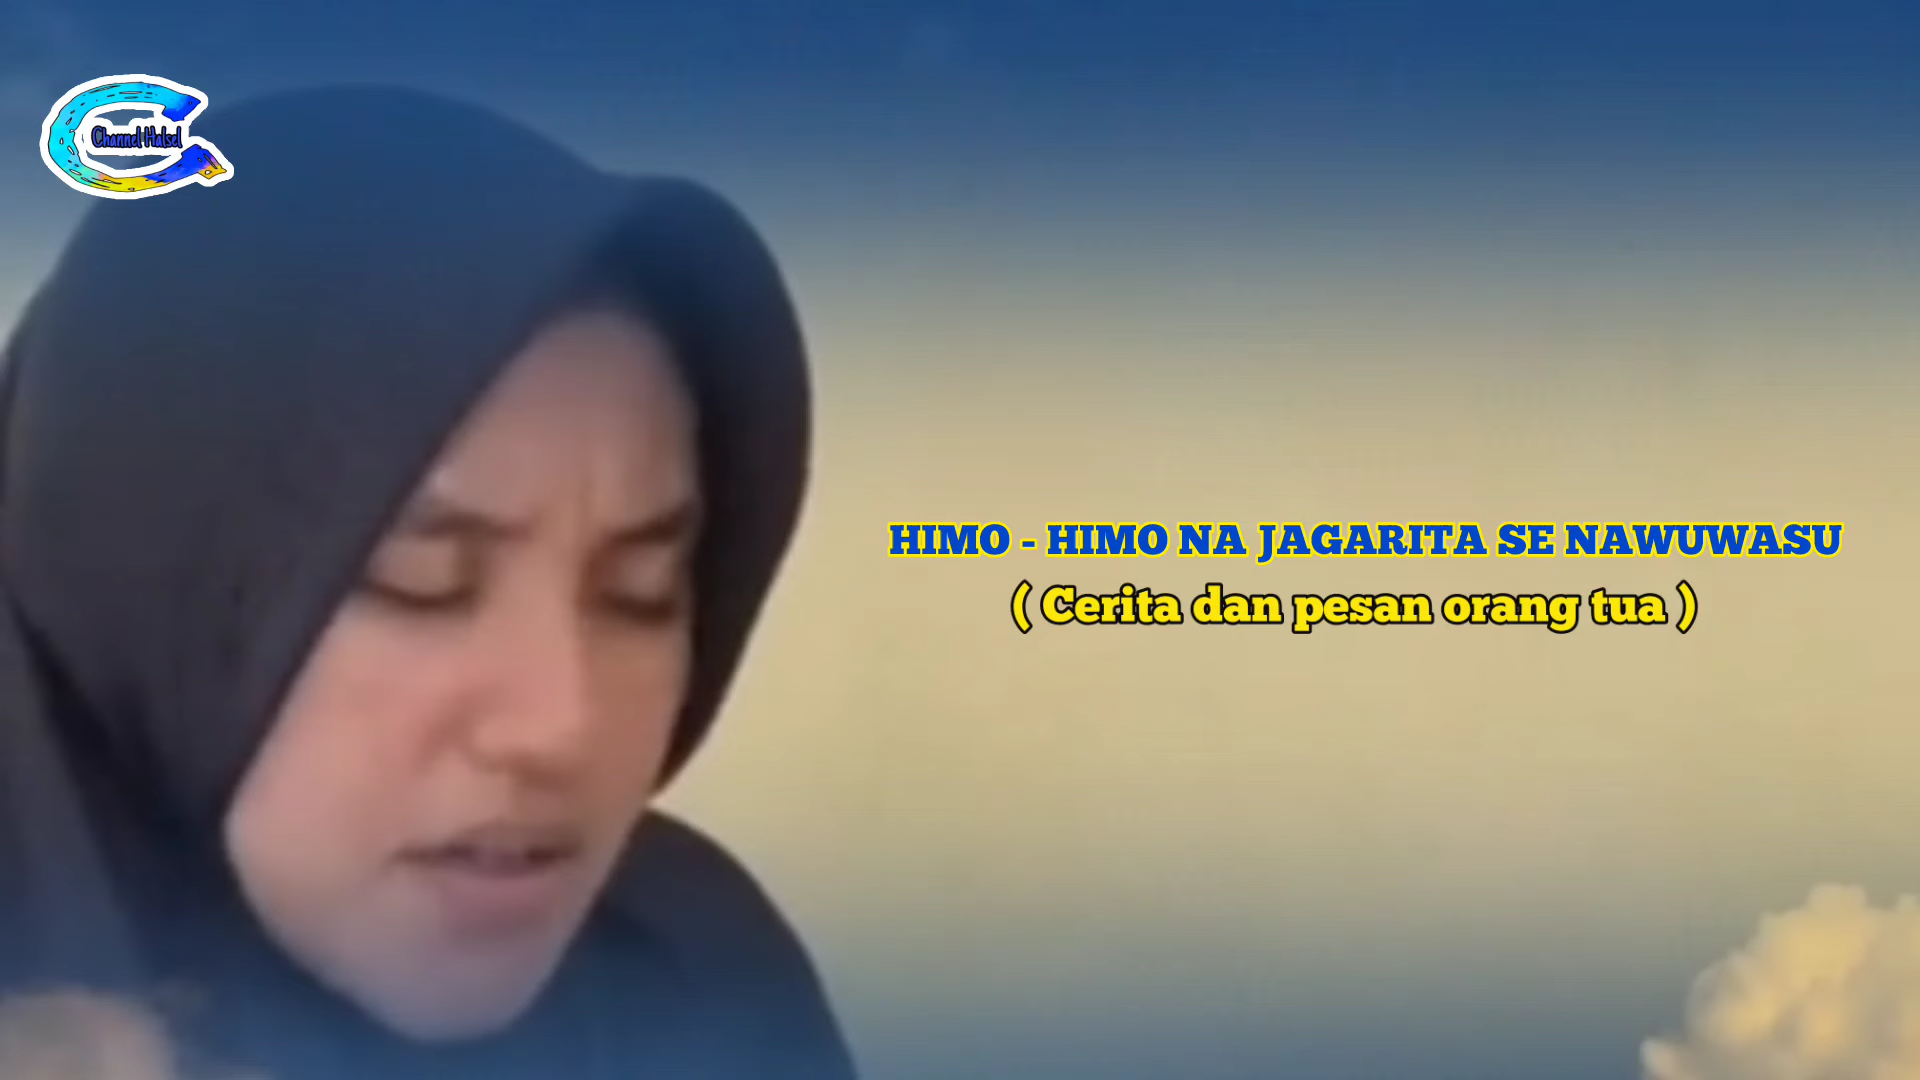 Channel Halsel
HIMO - HIMO NA JAGARITA SE NAWUWASU
( Cerita dan pesan orang tua )